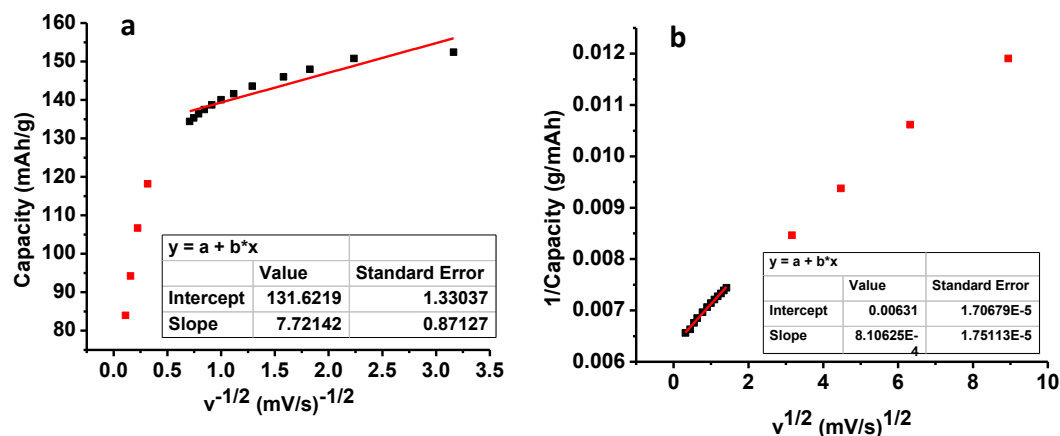 a
Capacity (mAh/g)
160
150
140
130
120
110
100
90
80
0.0 0.5 1.0 1.5 2.0 2.5 3.0 3.5
v-1/2 (mV/s)-1/2
y = a + b*x
Value Standard Error
Intercept 131.6219 1.33037
Slope 7.72142 0.87127
b
1/Capacity (g/mAh)
0.012
0.011
0.010
0.009
0.008
0.007
0.006
0 2 4 6 8 10
v1/2 (mV/s)1/2
y = a + b*x
Value Standard Error
Intercept 0.00631 1.70679E-5
Slope 8.10625E- 1.75113E-5
4